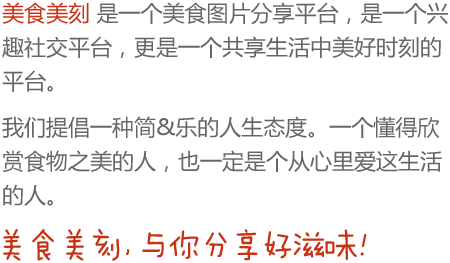 美食美刻 是一个美食图片分享平台，是一个兴
趣社交平台，更是一个共享生活中美好时刻的
平台。
我们提倡一种简&乐的人生态度。一个懂得欣
赏食物之美的人，也一定是个从心里爱这生活
的人。
美食美刻，与你分享好滋味！